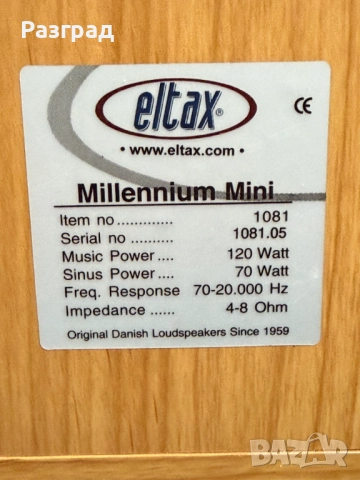 Разград
eltax®
• www.eltax.com •
CE
Millennium Mini
Item no ............. 1081
Serial no ........... 1081.05
Music Power .... 120 Watt
Sinus Power .... 70 Watt
Freq. Response 70-20.000 Hz
Impedance ...... 4-8 Ohm
Original Danish Loudspeakers Since 1959
BAZAR